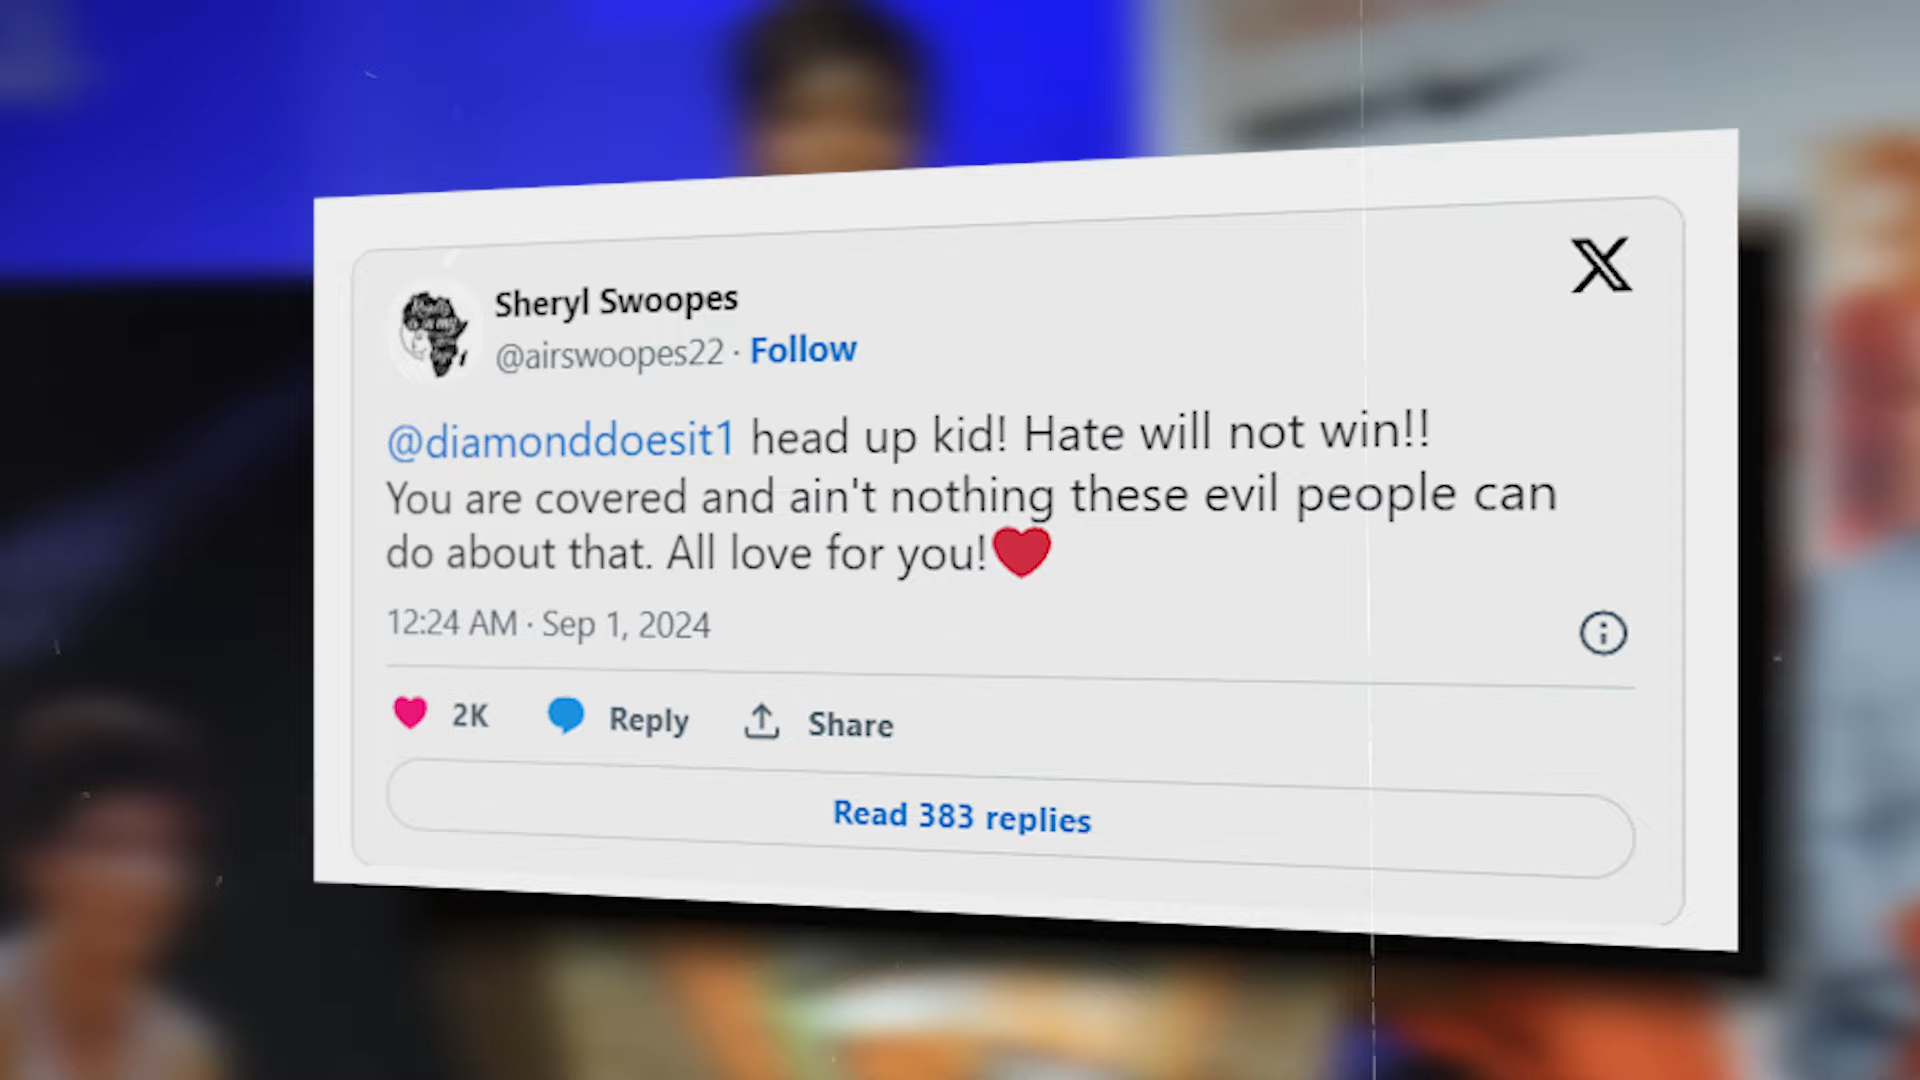 Sheryl Swoopes
@airswoopes22 · Follow
@diamonddoesit1 head up kid! Hate will not win!!
You are covered and ain't nothing these evil people can
do about that. All love for you!❤️
12:24 AM · Sep 1, 2024
2K Reply Share
Read 383 replies